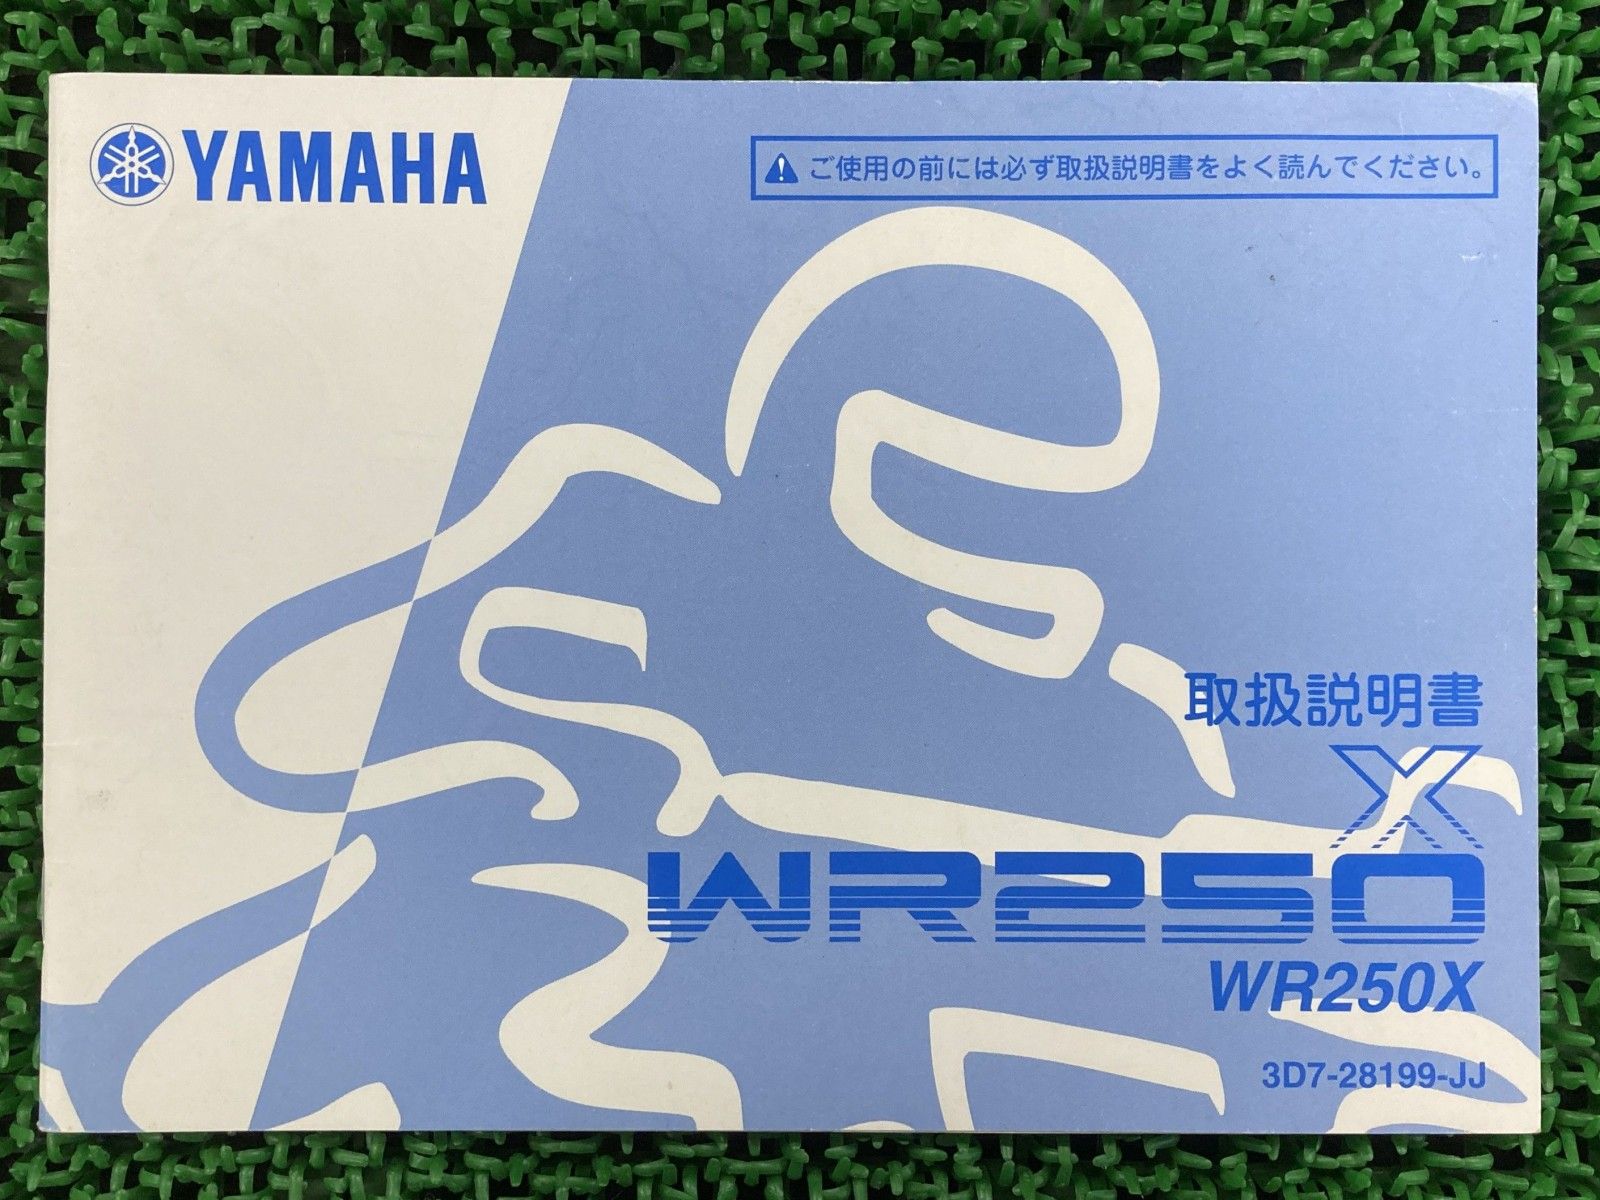 YAMAHA
ご使用の前には必ず取扱説明書をよく読んでください。
取扱説明書
X
WR250
WR250X
3D7-28199-JJ